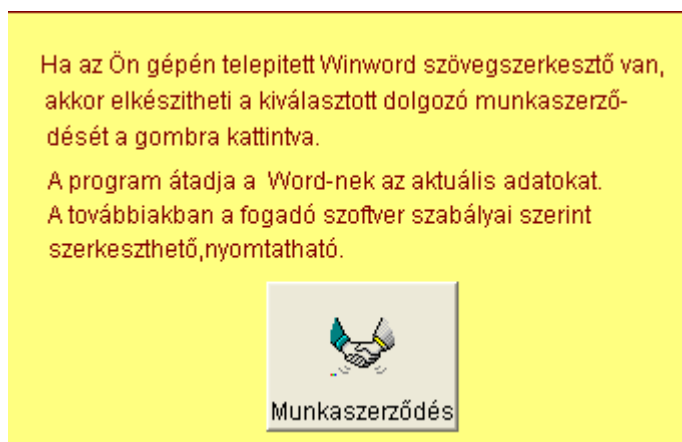 Ha az Ön gépén telepitett Winword szövegszerkesztő van,
akkor elkészitheti a kiválasztott dolgozó munkaszerző-
dését a gombra kattintva.
A program átadja a Word-nek az aktuális adatokat.
A továbbiakban a fogadó szoftver szabályai szerint
szerkeszthető,nyomtatható.
Munkaszerződés